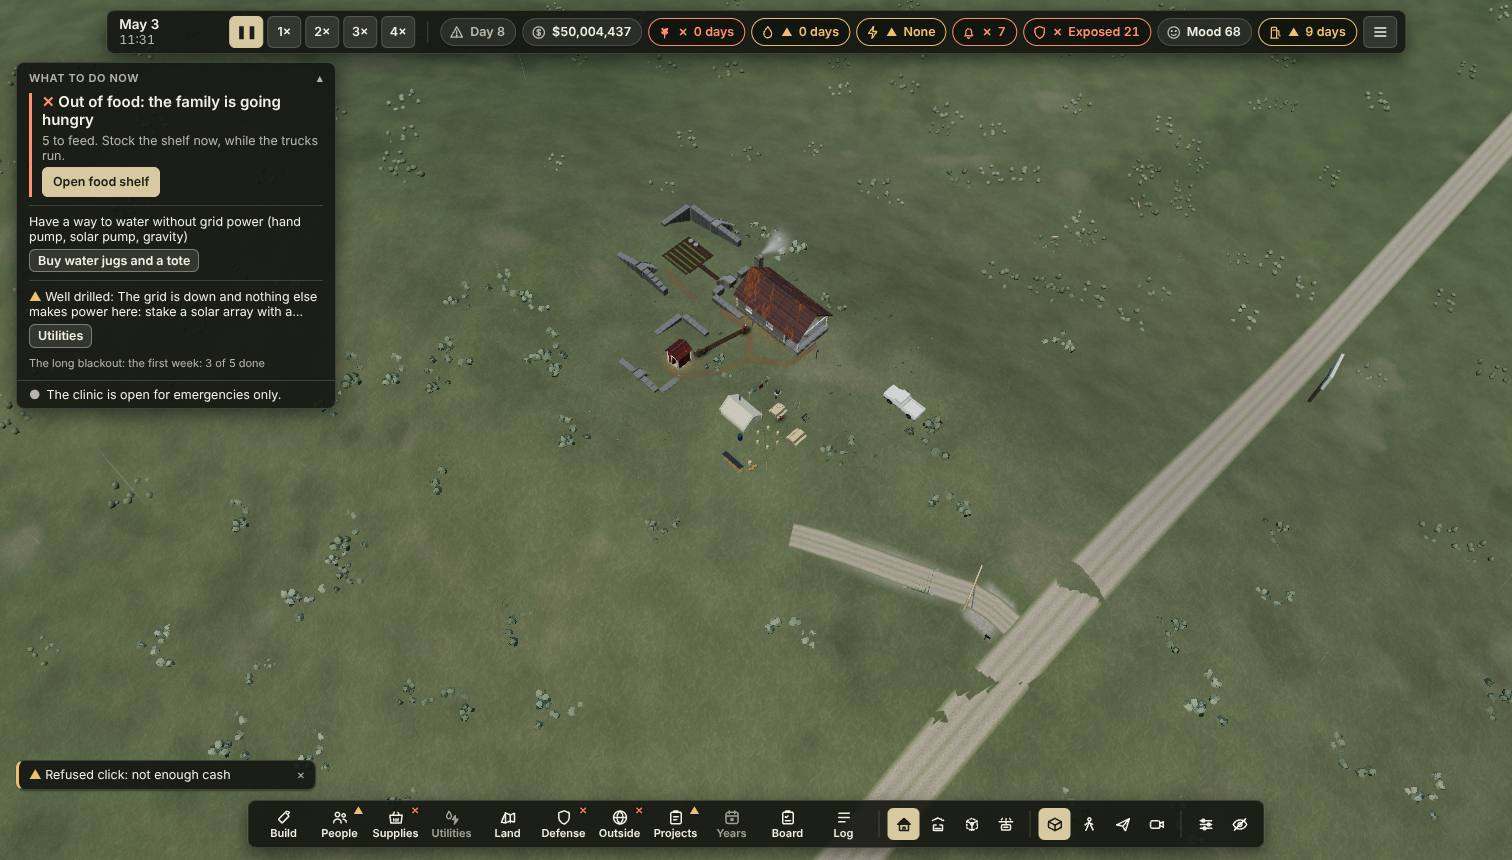 May 3
11:31
1×
2×
3×
4×
Day 8
$50,004,437
× 0 days
0 days
None
× 7
× Exposed 21
Mood 68
9 days
WHAT TO DO NOW
× Out of food: the family is going
hungry
5 to feed. Stock the shelf now, while the trucks
run.
Open food shelf
Have a way to water without grid power (hand
pump, solar pump, gravity)
Buy water jugs and a tote
Well drilled: The grid is down and nothing else
makes power here: stake a solar array with a...
Utilities
The long blackout: the first week: 3 of 5 done
The clinic is open for emergencies only.
Refused click: not enough cash ×
Build
People
Supplies
Utilities
Land
Defense
Outside
Projects
Years
Board
Log